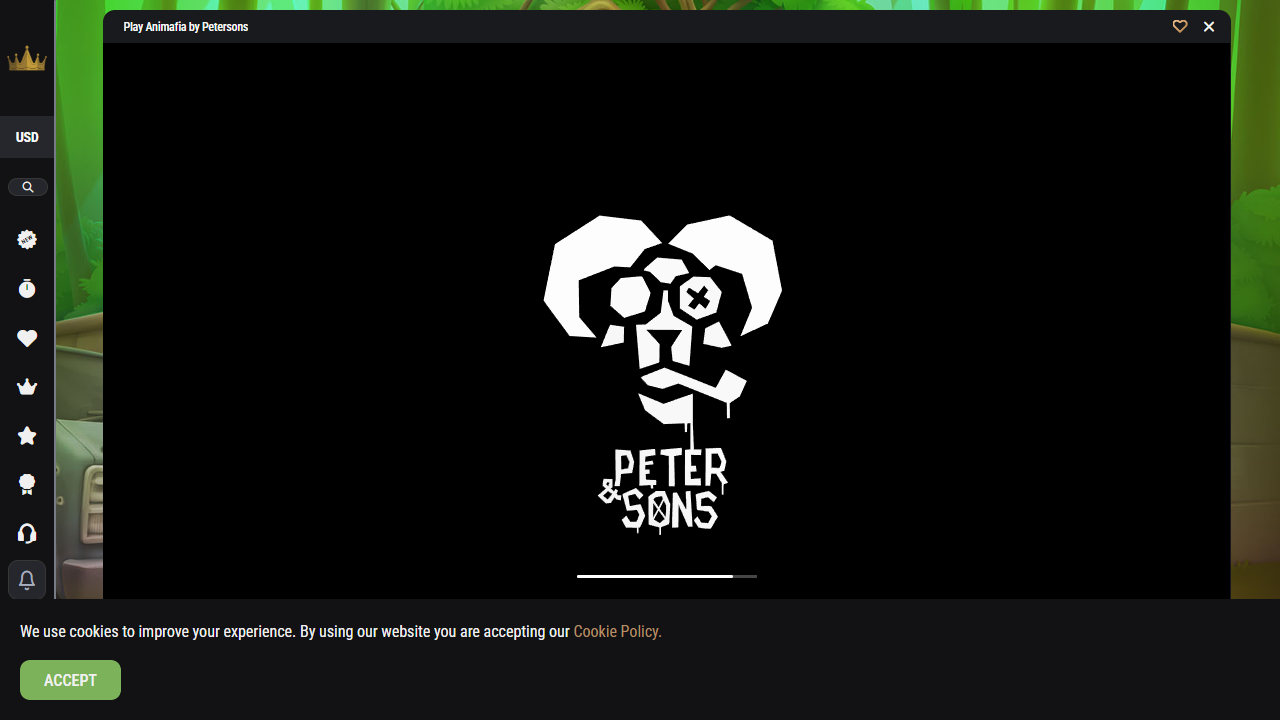 Play Animafia by Petersons
USD
NEW
PETER
& SONS
We use cookies to improve your experience. By using our website you are accepting our Cookie Policy.
ACCEPT